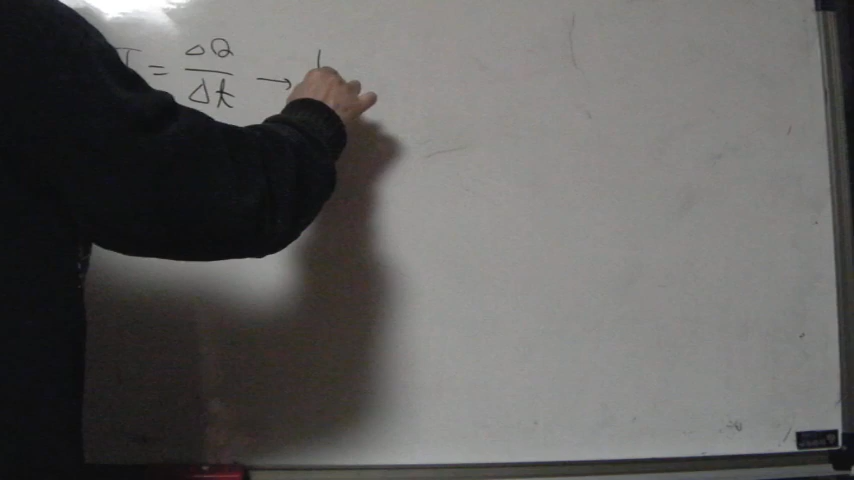 I = ΔQ/Δt →